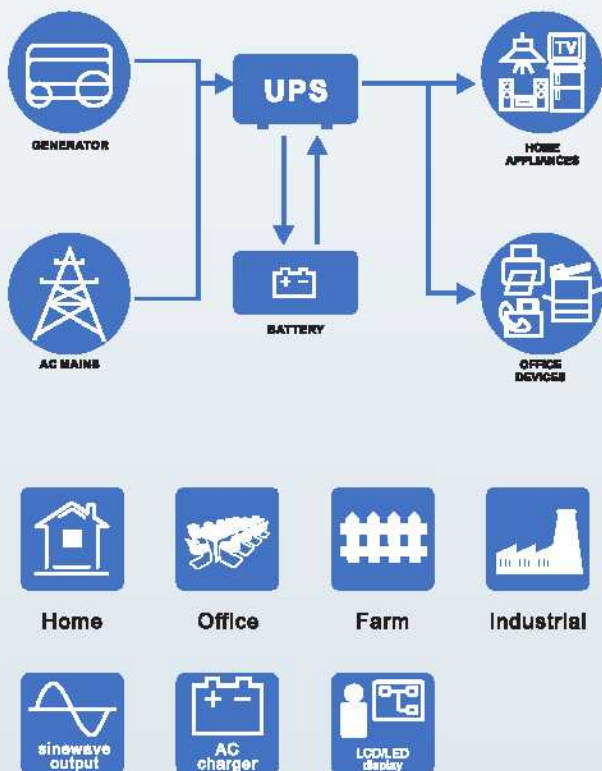 TV
UPS
GENERATOR
HOME
APPLIANCES
+ -
BATTERY
AC MAINS
OFFICE
DEVICES
Home
Office
Farm
Industrial
sinewave
output
+ -
AC
charger
LCD/LED
display